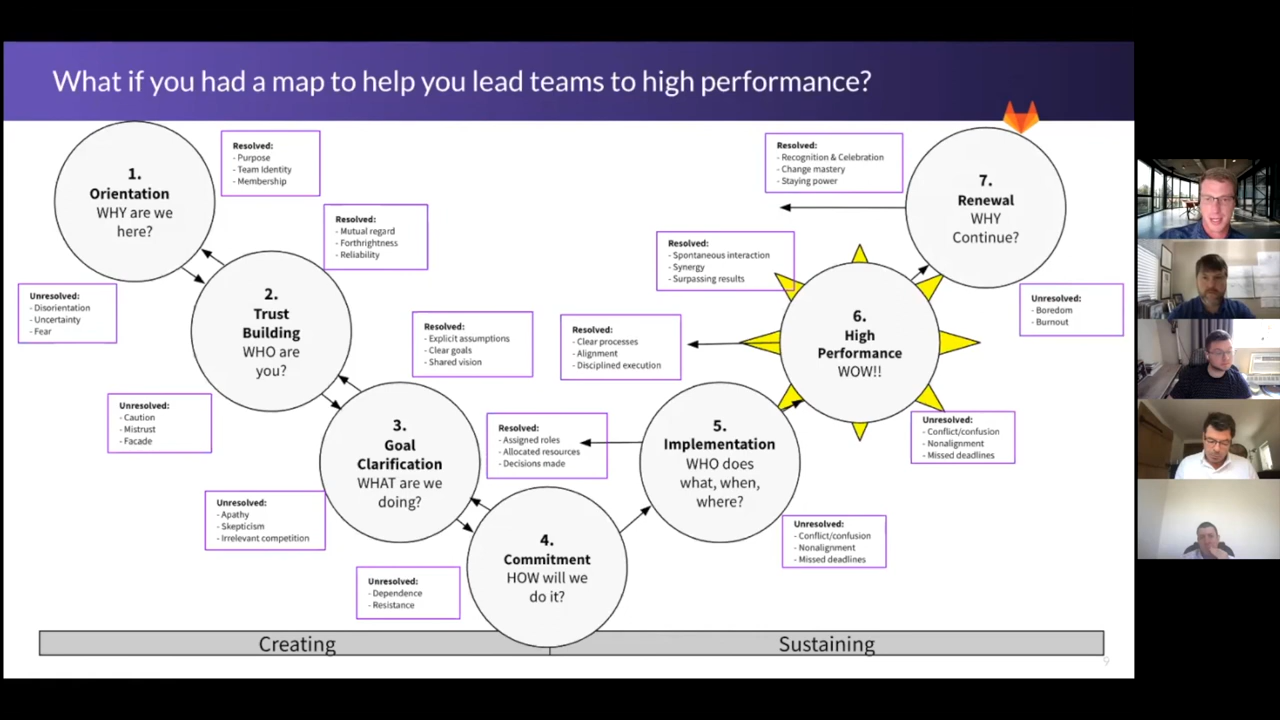 What if you had a map to help you lead teams to high performance?
1.
Orientation
WHY are we
here?
Resolved:
- Purpose
- Team Identity
- Membership
Unresolved:
- Disorientation
- Uncertainty
- Fear
2.
Trust
Building
WHO are
you?
Resolved:
- Mutual regard
- Forthrightness
- Reliability
Unresolved:
- Caution
- Mistrust
- Facade
3.
Goal
Clarification
WHAT are we
doing?
Resolved:
- Explicit assumptions
- Clear goals
- Shared vision
Unresolved:
- Apathy
- Skepticism
- Irrelevant competition
4.
Commitment
HOW will we
do it?
Resolved:
- Assigned roles
- Allocated resources
- Decisions made
Unresolved:
- Dependence
- Resistance
5.
Implementation
WHO does
what, when,
where?
Resolved:
- Clear processes
- Alignment
- Disciplined execution
Unresolved:
- Conflict/confusion
- Nonalignment
- Missed deadlines
6.
High
Performance
WOW!!
Resolved:
- Spontaneous interaction
- Synergy
- Surpassing results
Unresolved:
- Conflict/confusion
- Nonalignment
- Missed deadlines
7.
Renewal
WHY
Continue?
Resolved:
- Recognition & Celebration
- Change mastery
- Staying power
Unresolved:
- Boredom
- Burnout
Creating
Sustaining
9